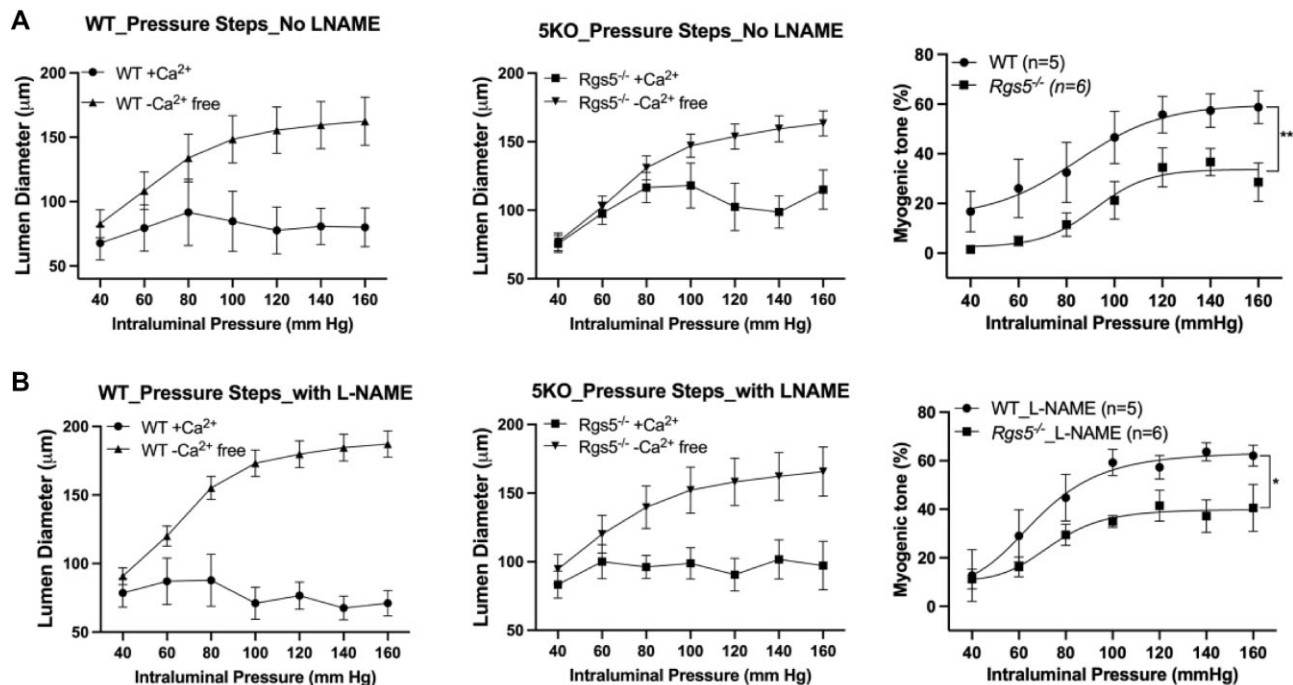 A
WT_Pressure Steps_No LNAME
Lumen Diameter (μm)
200
150
100
50
WT +Ca²⁺
WT -Ca²⁺ free
40 60 80 100 120 140 160
Intraluminal Pressure (mm Hg)
5KO_Pressure Steps_No LNAME
Lumen Diameter (μm)
200
150
100
50
Rgs5⁻/⁻ +Ca²⁺
Rgs5⁻/⁻ -Ca²⁺ free
40 60 80 100 120 140 160
Intraluminal Pressure (mm Hg)
Myogenic tone (%)
80
60
40
20
0
WT (n=5)
Rgs5⁻/⁻ (n=6)
**
40 60 80 100 120 140 160
Intraluminal Pressure (mmHg)
B
WT_Pressure Steps_with L-NAME
Lumen Diameter (μm)
200
150
100
50
WT +Ca²⁺
WT -Ca²⁺ free
40 60 80 100 120 140 160
Intraluminal Pressure (mm Hg)
5KO_Pressure Steps_with LNAME
Lumen Diameter (μm)
200
150
100
50
Rgs5⁻/⁻ +Ca²⁺
Rgs5⁻/⁻ -Ca²⁺ free
40 60 80 100 120 140 160
Intraluminal Pressure (mm Hg)
Myogenic tone (%)
80
60
40
20
0
WT_L-NAME (n=5)
Rgs5⁻/⁻_L-NAME (n=6)
*
40 60 80 100 120 140 160
Intraluminal Pressure (mmHg)